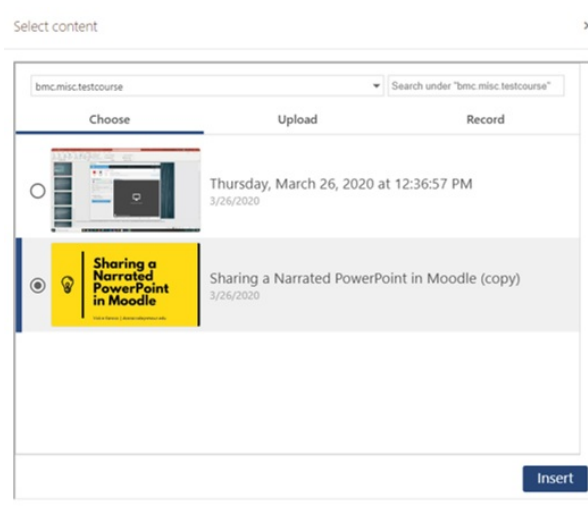 Select content
bmc.misc.testcourse
Search under "bmc.misc.testcourse"
Choose
Upload
Record
Thursday, March 26, 2020 at 12:36:57 PM
3/26/2020
Sharing a
Narrated
PowerPoint
in Moodle
Sharing a Narrated PowerPoint in Moodle (copy)
3/26/2020
Insert